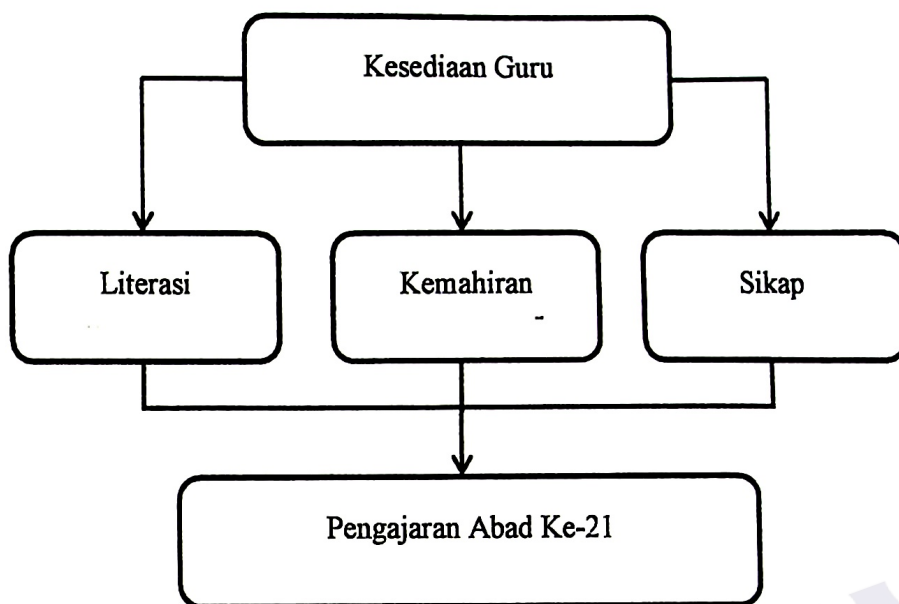 Kesediaan Guru
Literasi
Kemahiran
Sikap
Pengajaran Abad Ke-21